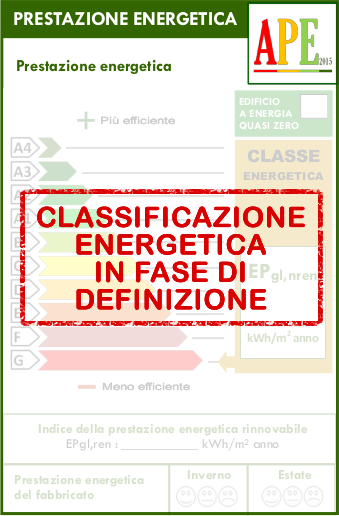 PRESTAZIONE ENERGETICA
APE2015
Prestazione energetica
EDIFICIO
A ENERGIA
QUASI ZERO
+ Più efficiente
A4
A3
CLASSE
ENERGETICA
CLASSIFICAZIONE
ENERGETICA
IN FASE DI
DEFINIZIONE
EPgl,nren
F
kWh/m² anno
G
— Meno efficiente
Indice della prestazione energetica rinnovabile
EPgl,ren : ____________ kWh/m² anno
Prestazione energetica
del fabbricato
Inverno
Estate